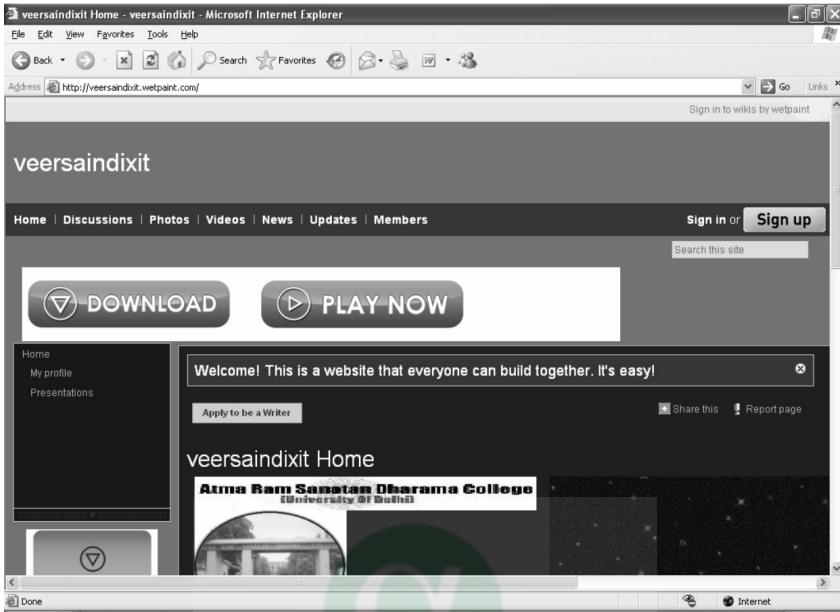 veersaindixit Home - veersaindixit - Microsoft Internet Explorer
File Edit View Favorites Tools Help
Back Search Favorites
Address http://veersaindixit.wetpaint.com/ Go Links
Sign in to wikis by wetpaint
veersaindixit
Home | Discussions | Photos | Videos | News | Updates | Members Sign in or Sign up
Search this site
DOWNLOAD PLAY NOW
Home
My profile
Presentations
Welcome! This is a website that everyone can build together. It's easy!
Apply to be a Writer Share this Report page
veersaindixit Home
Atma Ram Sanatan Dharama College
(University Of Delhi)
Done Internet